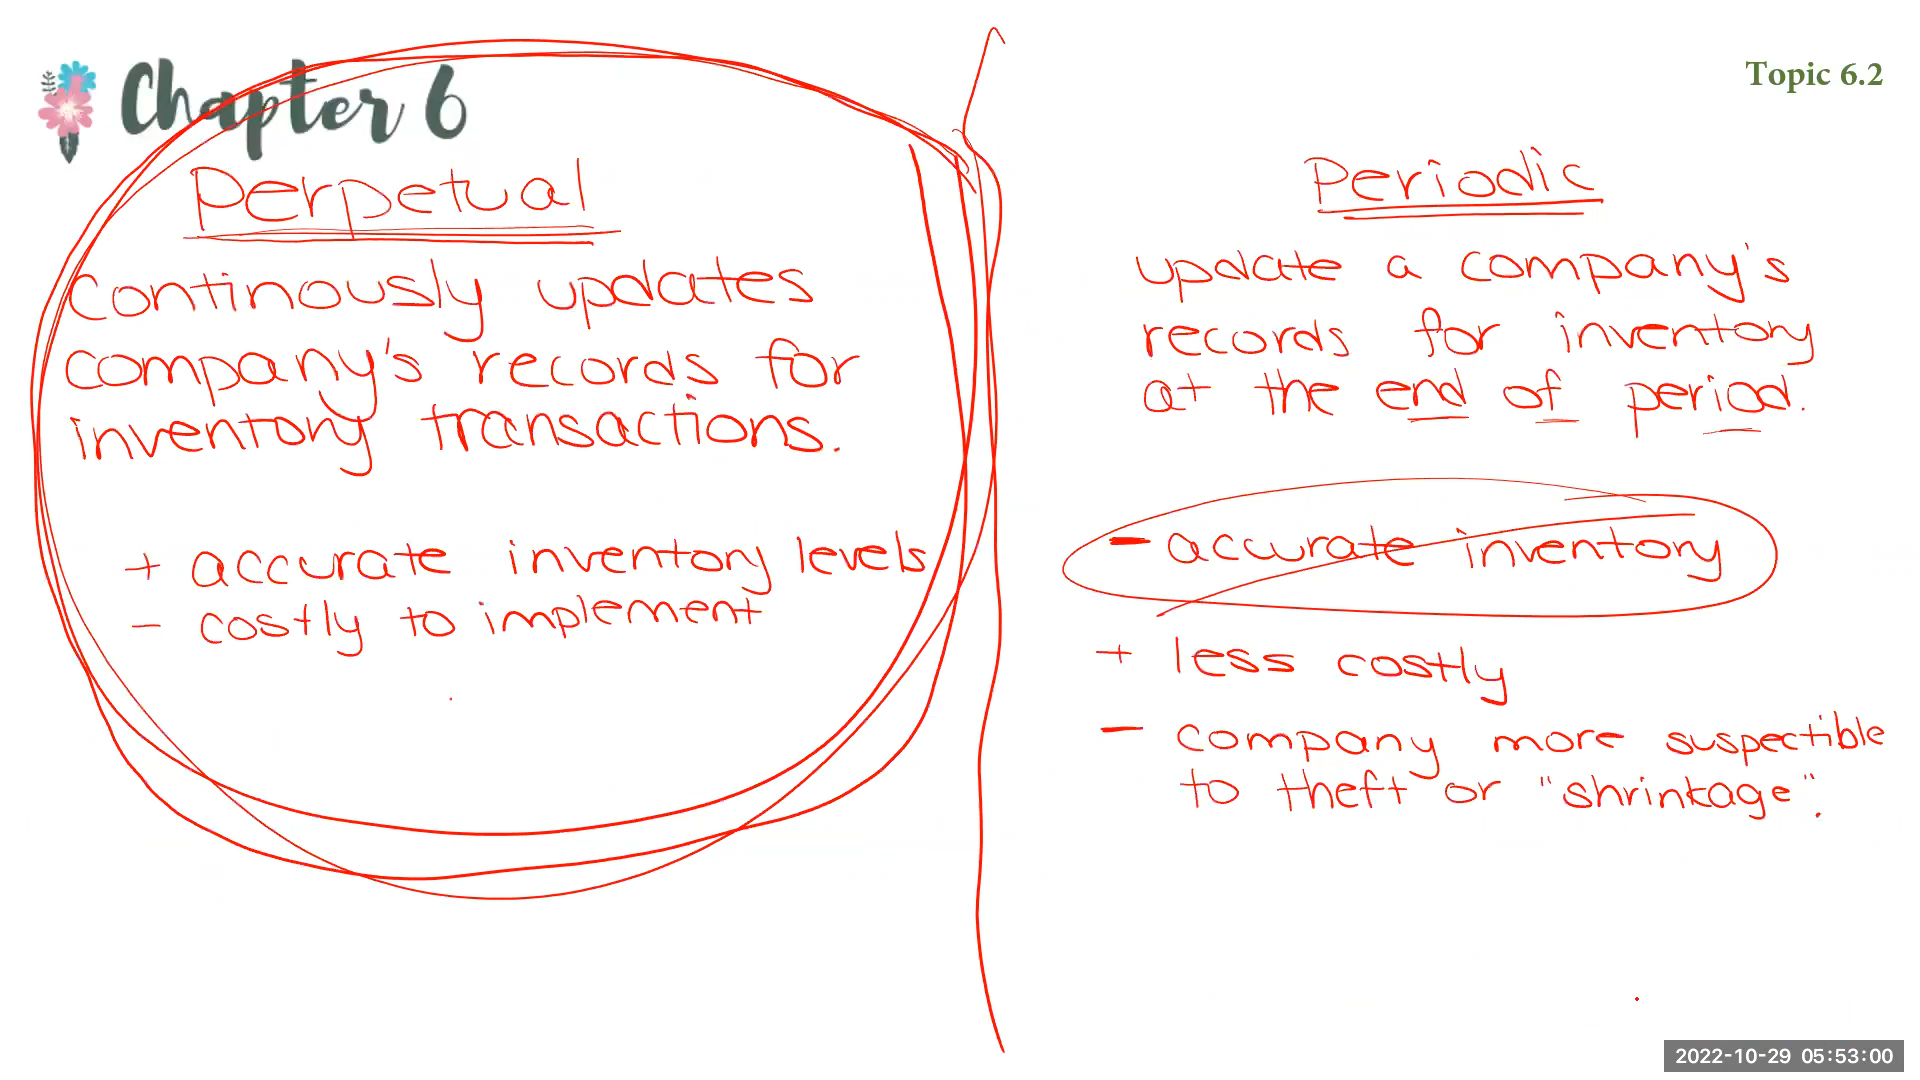 Chapter 6
Topic 6.2
Perpetual
Continously updates
company's records for
inventory transactions.
+ accurate inventory levels
- costly to implement
Periodic
update a company's
records for inventory
at the end of period.
- accurate inventory
+ less costly
- company more suspectible
to theft or "shrinkage".
2022-10-29 05:53:00